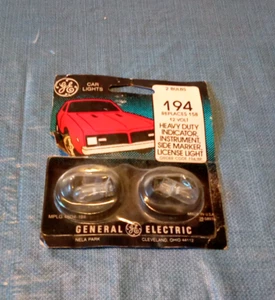 GE
CAR
LIGHTS
2 BULBS
194
REPLACES 158
12 VOLT
HEAVY DUTY
INDICATOR,
INSTRUMENT,
SIDE MARKER,
LICENSE LIGHT
GENERAL GE ELECTRIC
NELA PARK
CLEVELAND, OHIO 44112